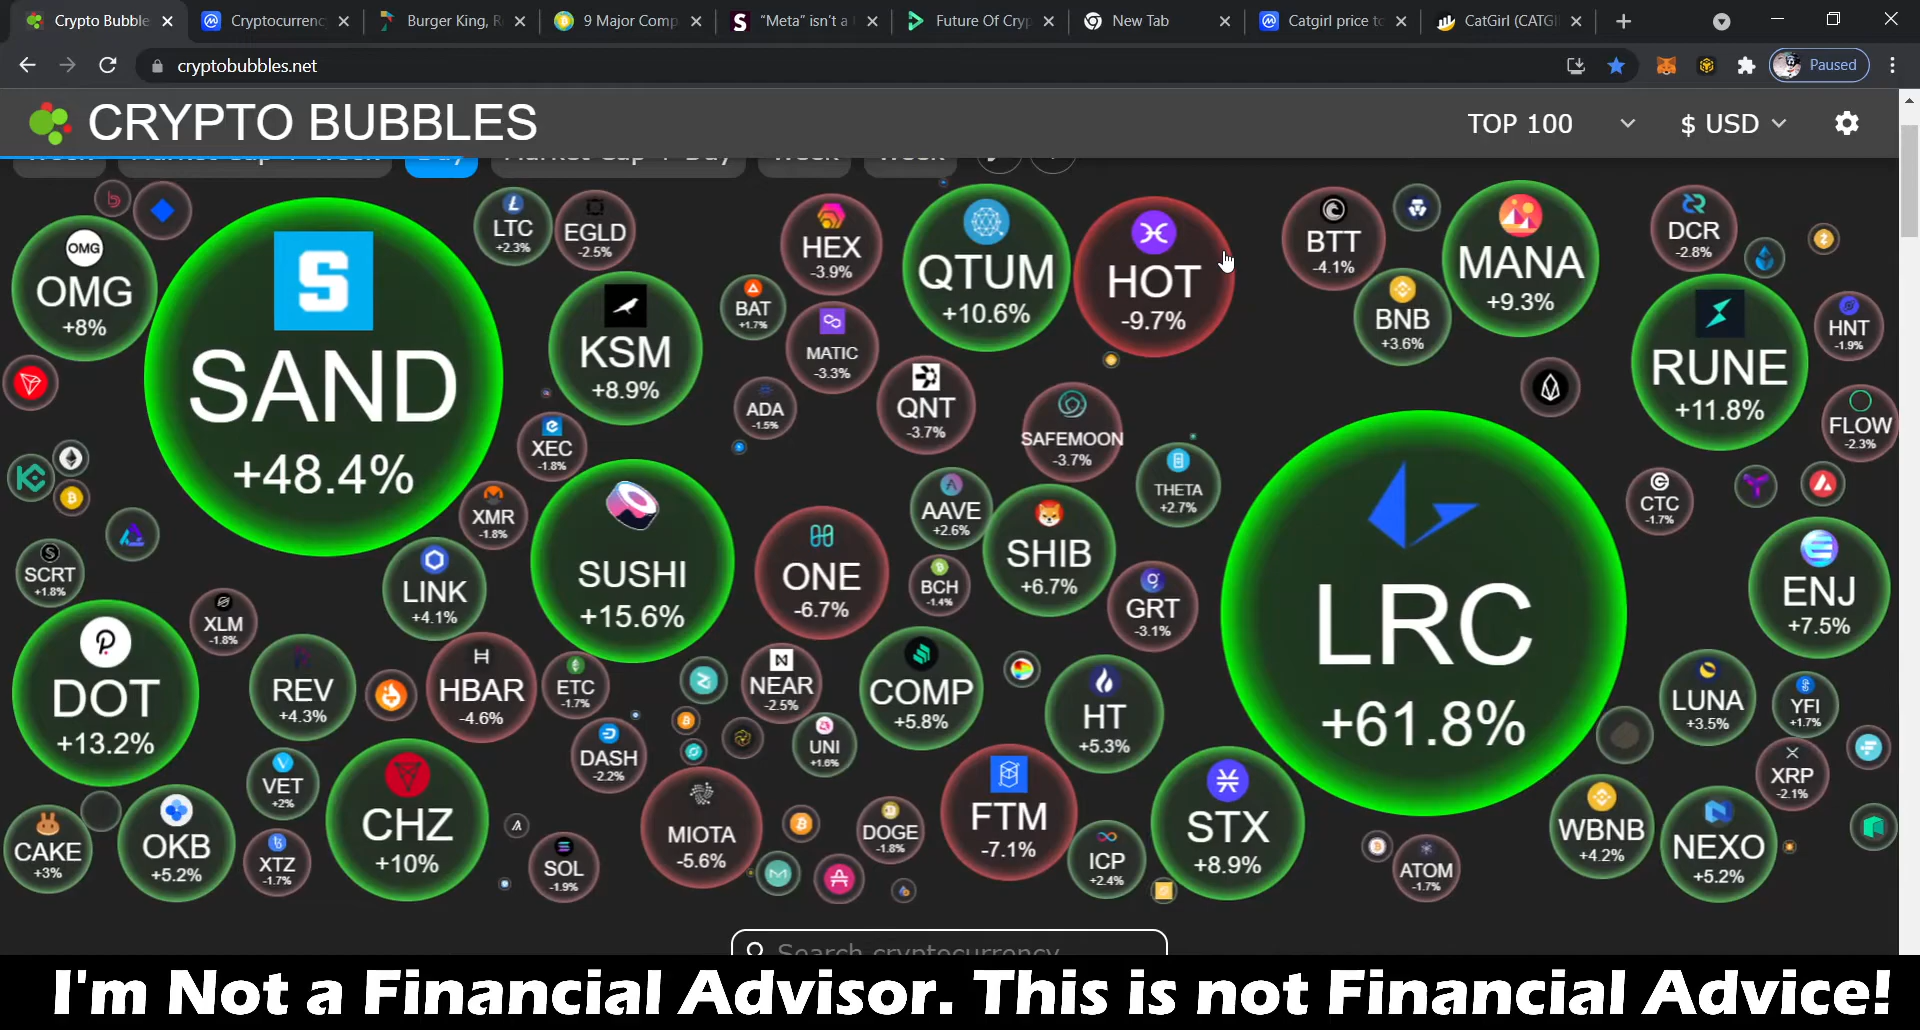 Crypto Bubble
Cryptocurrenc
Burger King, R
9 Major Comp
"Meta" isn't a
Future Of Cryp
New Tab
Catgirl price to
CatGirl (CATGI
cryptobubbles.net
Paused
CRYPTO BUBBLES
TOP 100
$ USD
OMG
OMG
+8%
SAND
+48.4%
LTC
+2.3%
EGLD
-2.5%
KSM
+8.9%
BAT
+1.7%
HEX
-3.9%
MATIC
-3.3%
ADA
-1.5%
QTUM
+10.6%
HOT
-9.7%
QNT
-3.7%
SAFEMOON
-3.7%
BTT
-4.1%
BNB
+3.6%
MANA
+9.3%
DCR
-2.8%
RUNE
+11.8%
HNT
-1.9%
FLOW
-2.3%
XEC
-1.8%
XMR
-1.8%
SUSHI
+15.6%
LINK
+4.1%
ONE
-6.7%
AAVE
+2.6%
BCH
-1.4%
SHIB
+6.7%
THETA
+2.7%
GRT
-3.1%
LRC
+61.8%
CTC
-1.7%
ENJ
+7.5%
SCRT
+1.8%
XLM
-1.8%
DOT
+13.2%
REV
+4.3%
HBAR
-4.6%
ETC
-1.7%
NEAR
-2.5%
COMP
+5.8%
HT
+5.3%
LUNA
+3.5%
YFI
+1.7%
VET
+2%
DASH
-2.2%
UNI
+1.6%
XRP
-2.1%
CAKE
+3%
OKB
+5.2%
XTZ
-1.7%
CHZ
+10%
SOL
-1.9%
MIOTA
-5.6%
DOGE
-1.8%
FTM
-7.1%
ICP
+2.4%
STX
+8.9%
ATOM
-1.7%
WBNB
+4.2%
NEXO
+5.2%
Search cryptocurrency
I'm Not a Financial Advisor. This is not Financial Advice!